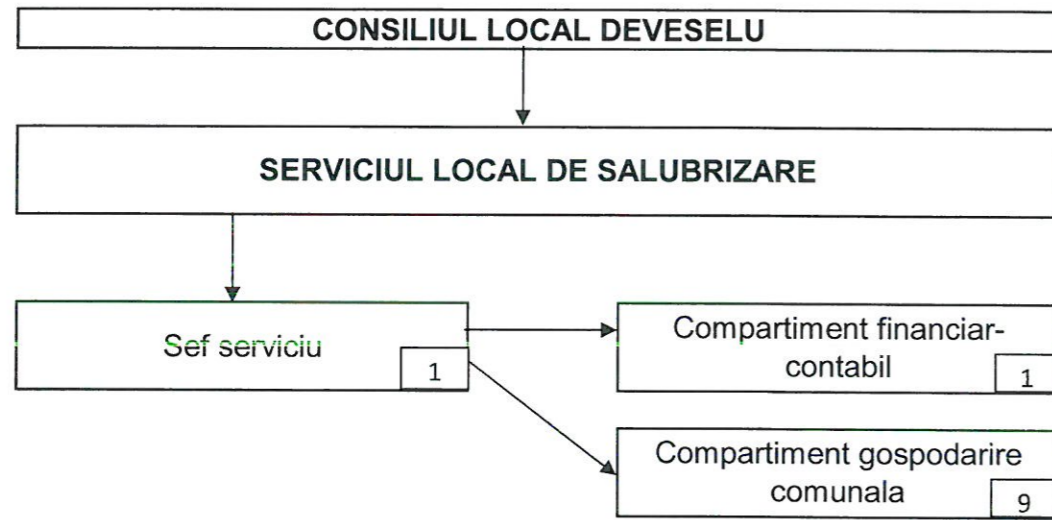 CONSILIUL LOCAL DEVESELU
SERVICIUL LOCAL DE SALUBRIZARE
Sef serviciu
1
Compartiment financiar-
contabil
1
Compartiment gospodarire
comunala
9